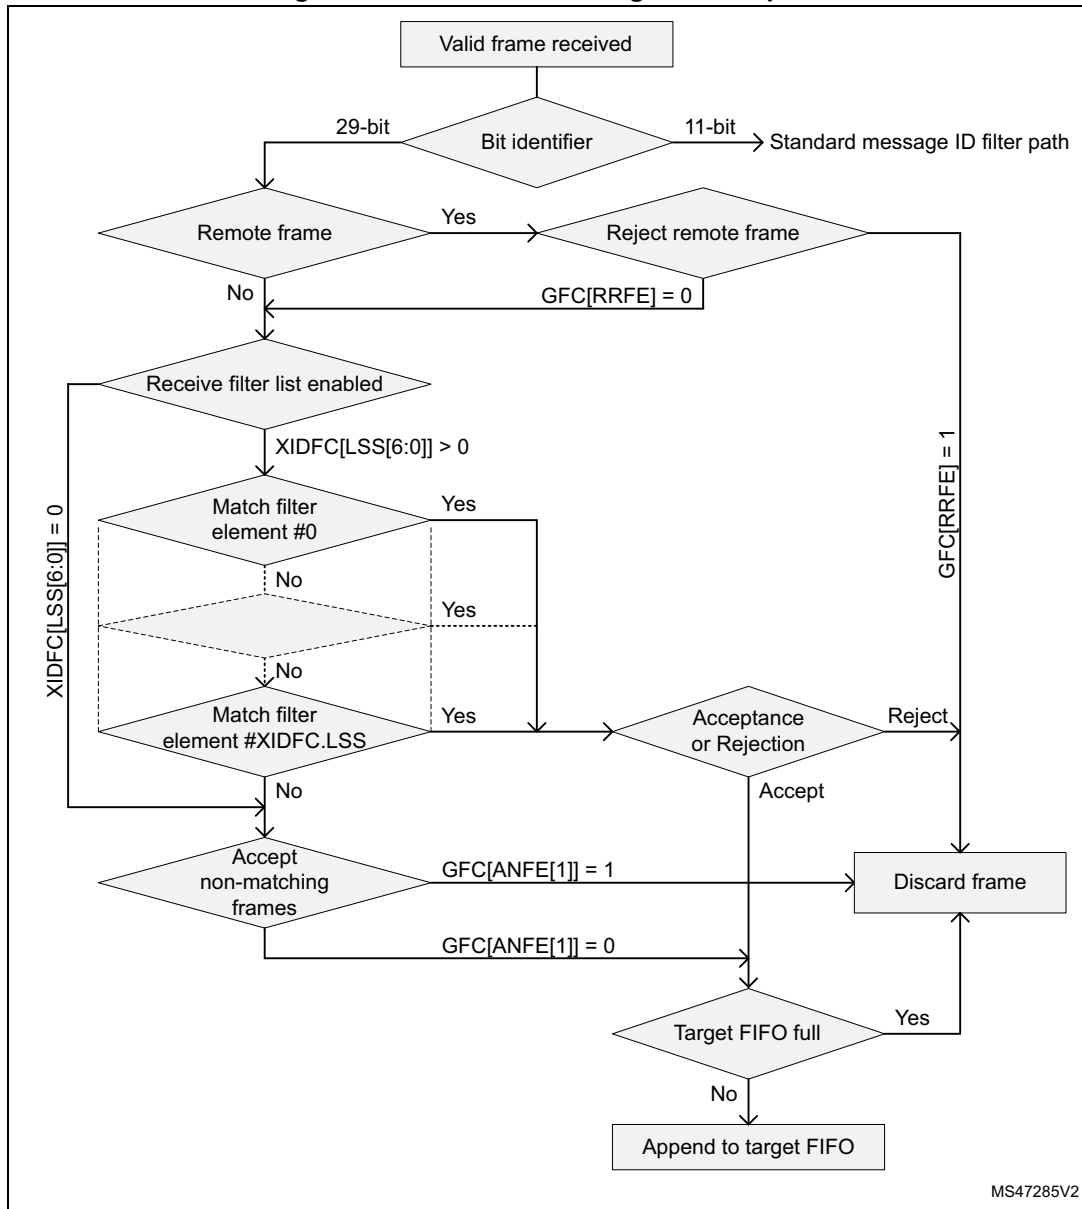 Valid frame received
29-bit
Bit identifier
11-bit
Standard message ID filter path
Remote frame
Yes
Reject remote frame
No
GFC[RRFE] = 0
Receive filter list enabled
XIDFC[LSS[6:0]] > 0
XIDFC[LSS[6:0]] = 0
GFC[RRFE] = 1
Match filter
element #0
Yes
No
Yes
No
Match filter
element #XIDFC.LSS
Yes
Acceptance
or Rejection
Reject
No
Accept
Accept
non-matching
frames
GFC[ANFE[1]] = 1
Discard frame
GFC[ANFE[1]] = 0
Target FIFO full
Yes
No
Append to target FIFO
MS47285V2